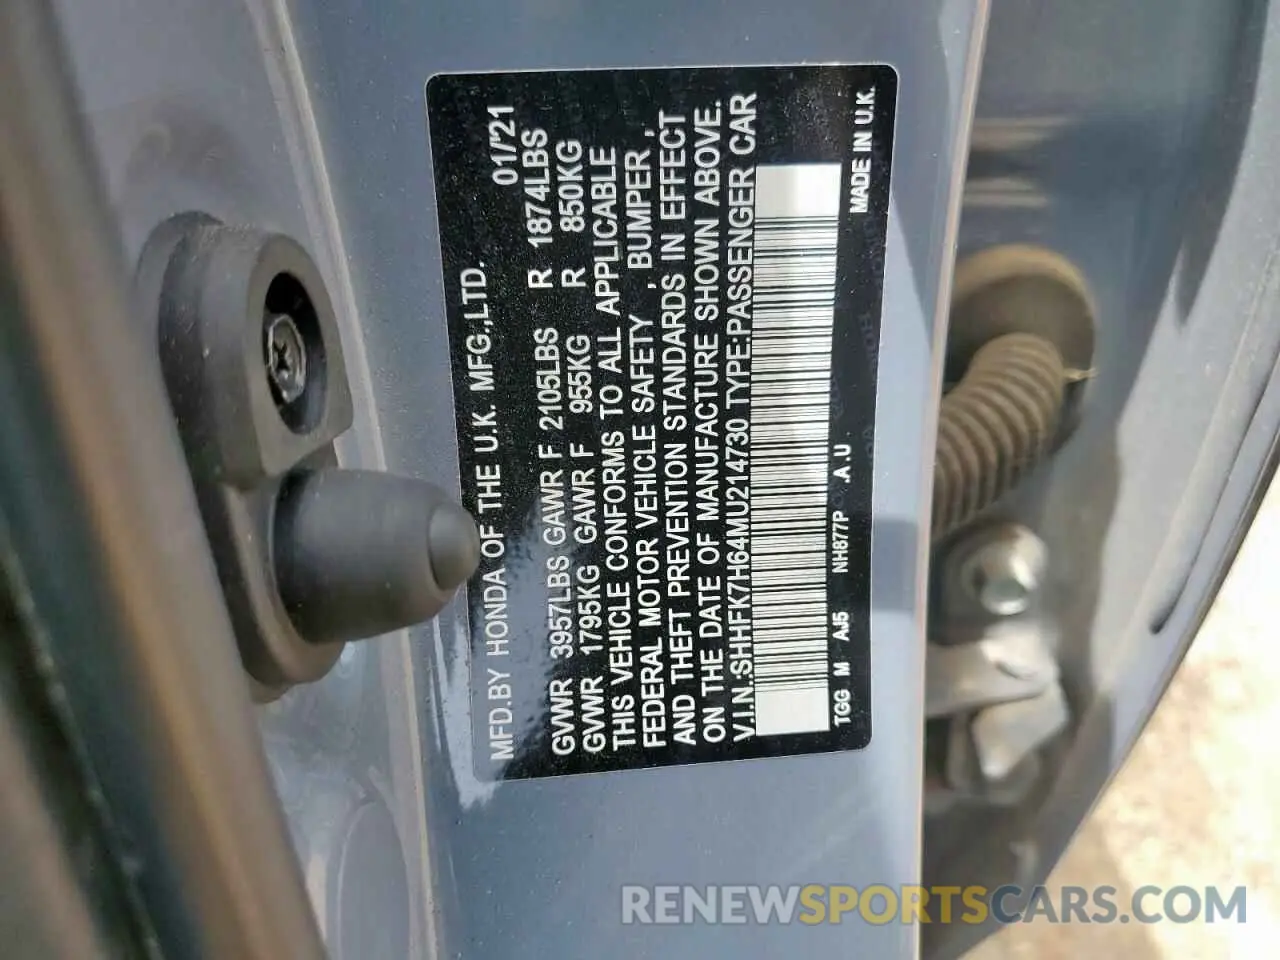 MFD.BY HONDA OF THE U.K. MFG.,LTD. 01/'21
GVWR 3957LBS GAWR F 2105LBS R 1874LBS
GVWR 1795KG GAWR F 955KG R 850KG
THIS VEHICLE CONFORMS TO ALL APPLICABLE
FEDERAL MOTOR VEHICLE SAFETY , BUMPER ,
AND THEFT PREVENTION STANDARDS IN EFFECT
ON THE DATE OF MANUFACTURE SHOWN ABOVE.
V.I.N.:SHHFK7H64MU214730 TYPE:PASSENGER CAR
TGG M AJ5 NH877P .A.U MADE IN U.K.
RENEWSPORTSCARS.COM